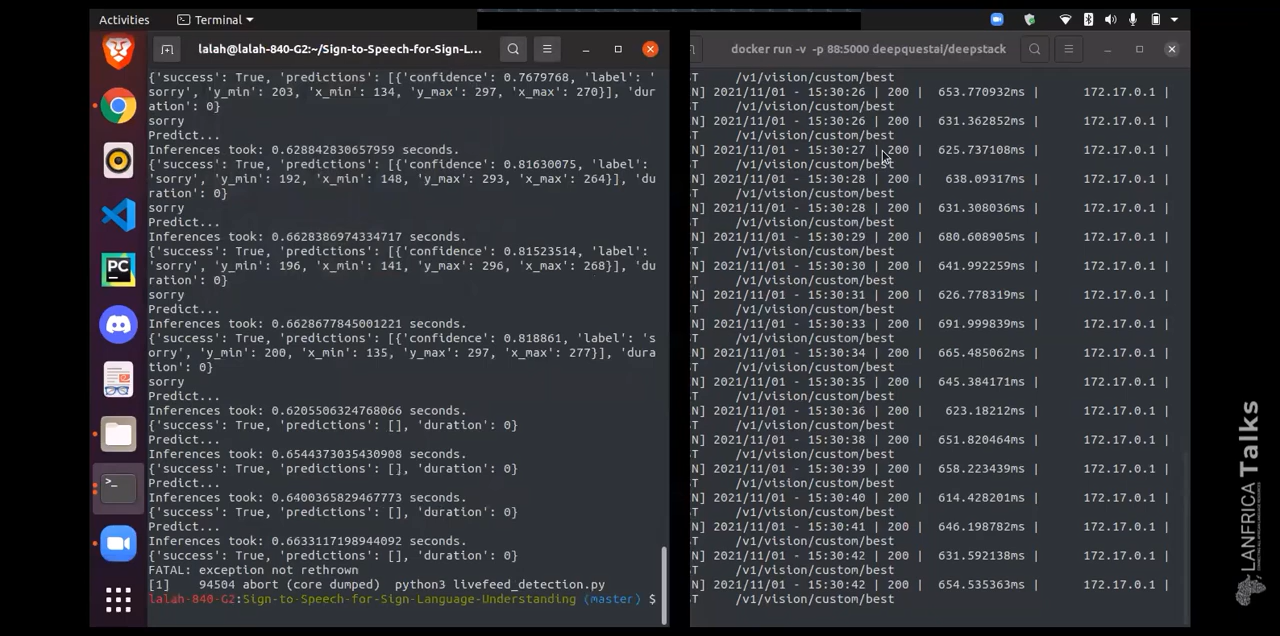 Activities
Terminal
lalah@lalah-840-G2:~/Sign-to-Speech-for-Sign-L...
{'success': True, 'predictions': [{'confidence': 0.7679768, 'label': '
sorry', 'y_min': 203, 'x_min': 134, 'y_max': 297, 'x_max': 270}], 'dur
ation': 0}
sorry
Predict...
Inferences took: 0.628842830657959 seconds.
{'success': True, 'predictions': [{'confidence': 0.81630075, 'label':
'sorry', 'y_min': 192, 'x_min': 148, 'y_max': 293, 'x_max': 264}], 'du
ration': 0}
sorry
Predict...
Inferences took: 0.6628386974334717 seconds.
{'success': True, 'predictions': [{'confidence': 0.81523514, 'label':
'sorry', 'y_min': 196, 'x_min': 141, 'y_max': 296, 'x_max': 268}], 'du
ration': 0}
sorry
Predict...
Inferences took: 0.6628677845001221 seconds.
{'success': True, 'predictions': [{'confidence': 0.818861, 'label': 's
orry', 'y_min': 200, 'x_min': 135, 'y_max': 297, 'x_max': 277}], 'dura
tion': 0}
sorry
Predict...
Inferences took: 0.6205506324768066 seconds.
{'success': True, 'predictions': [], 'duration': 0}
Predict...
Inferences took: 0.6544373035430908 seconds.
{'success': True, 'predictions': [], 'duration': 0}
Predict...
Inferences took: 0.6400365829467773 seconds.
{'success': True, 'predictions': [], 'duration': 0}
Predict...
Inferences took: 0.6633117198944092 seconds.
{'success': True, 'predictions': [], 'duration': 0}
FATAL: exception not rethrown
[1]    94504 abort (core dumped)  python3 livefeed_detection.py
lalah-840-G2:Sign-to-Speech-for-Sign-Language-Understanding (master) $
docker run -v -p 88:5000 deepquestai/deepstack
T     /v1/vision/custom/best
N] 2021/11/01 - 15:30:26 | 200 |  653.770932ms |      172.17.0.1 |
T     /v1/vision/custom/best
N] 2021/11/01 - 15:30:26 | 200 |  631.362852ms |      172.17.0.1 |
T     /v1/vision/custom/best
N] 2021/11/01 - 15:30:27 | 200 |  625.737108ms |      172.17.0.1 |
T     /v1/vision/custom/best
N] 2021/11/01 - 15:30:28 | 200 |   638.09317ms |      172.17.0.1 |
T     /v1/vision/custom/best
N] 2021/11/01 - 15:30:28 | 200 |  631.308036ms |      172.17.0.1 |
T     /v1/vision/custom/best
N] 2021/11/01 - 15:30:29 | 200 |  680.608905ms |      172.17.0.1 |
T     /v1/vision/custom/best
N] 2021/11/01 - 15:30:30 | 200 |  641.992259ms |      172.17.0.1 |
T     /v1/vision/custom/best
N] 2021/11/01 - 15:30:31 | 200 |  626.778319ms |      172.17.0.1 |
T     /v1/vision/custom/best
N] 2021/11/01 - 15:30:33 | 200 |  691.999839ms |      172.17.0.1 |
T     /v1/vision/custom/best
N] 2021/11/01 - 15:30:34 | 200 |  665.485062ms |      172.17.0.1 |
T     /v1/vision/custom/best
N] 2021/11/01 - 15:30:35 | 200 |  645.384171ms |      172.17.0.1 |
T     /v1/vision/custom/best
N] 2021/11/01 - 15:30:36 | 200 |   623.18212ms |      172.17.0.1 |
T     /v1/vision/custom/best
N] 2021/11/01 - 15:30:38 | 200 |  651.820464ms |      172.17.0.1 |
T     /v1/vision/custom/best
N] 2021/11/01 - 15:30:39 | 200 |  658.223439ms |      172.17.0.1 |
T     /v1/vision/custom/best
N] 2021/11/01 - 15:30:40 | 200 |  614.428201ms |      172.17.0.1 |
T     /v1/vision/custom/best
N] 2021/11/01 - 15:30:41 | 200 |  646.198782ms |      172.17.0.1 |
T     /v1/vision/custom/best
N] 2021/11/01 - 15:30:42 | 200 |  631.592138ms |      172.17.0.1 |
T     /v1/vision/custom/best
N] 2021/11/01 - 15:30:42 | 200 |  654.535363ms |      172.17.0.1 |
T     /v1/vision/custom/best
PC
>_
LANFRICA Talks